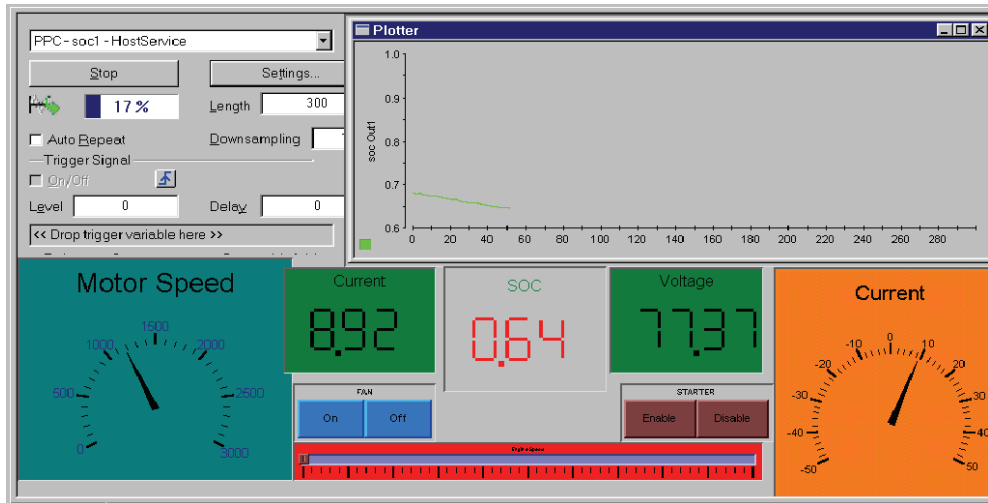 PPC - soc1 - HostService
Stop
Settings...
17 %
Length 300
Auto Repeat
Downsampling
Trigger Signal
On/Off
Level 0
Delay 0
<< Drop trigger variable here >>
Plotter
soc Out1
1.0
0.9
0.8
0.7
0.6
0 20 40 60 80 100 120 140 160 180 200 220 240 260 280
Motor Speed
0 500 1000 1500 2000 2500 3000
Current
8.92
SOC
0.64
Voltage
77.37
FAN
On Off
STARTER
Enable Disable
Engine Speed
Current
-50 -40 -30 -20 -10 0 10 20 30 40 50